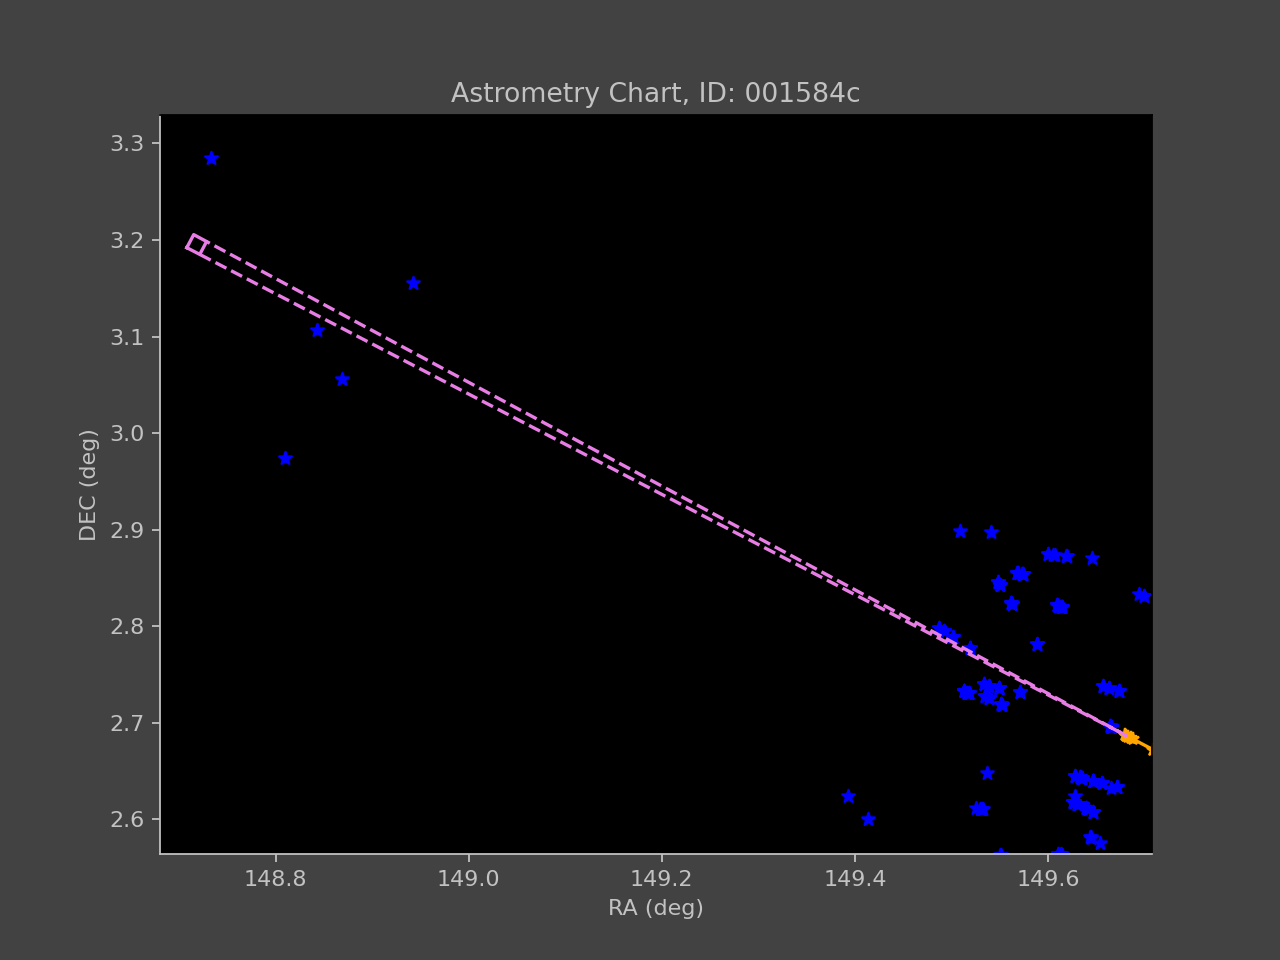 Astrometry Chart, ID: 001584c
3.3
3.2
3.1
3.0
2.9
2.8
2.7
2.6
DEC (deg)
148.8 149.0 149.2 149.4 149.6
RA (deg)